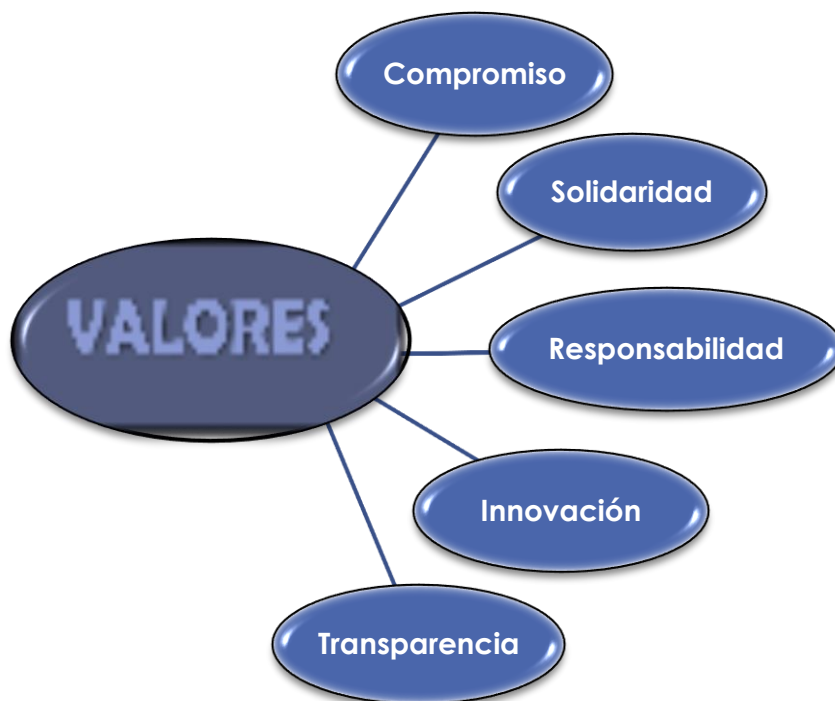 Compromiso
Solidaridad
VALORES
Responsabilidad
Innovación
Transparencia